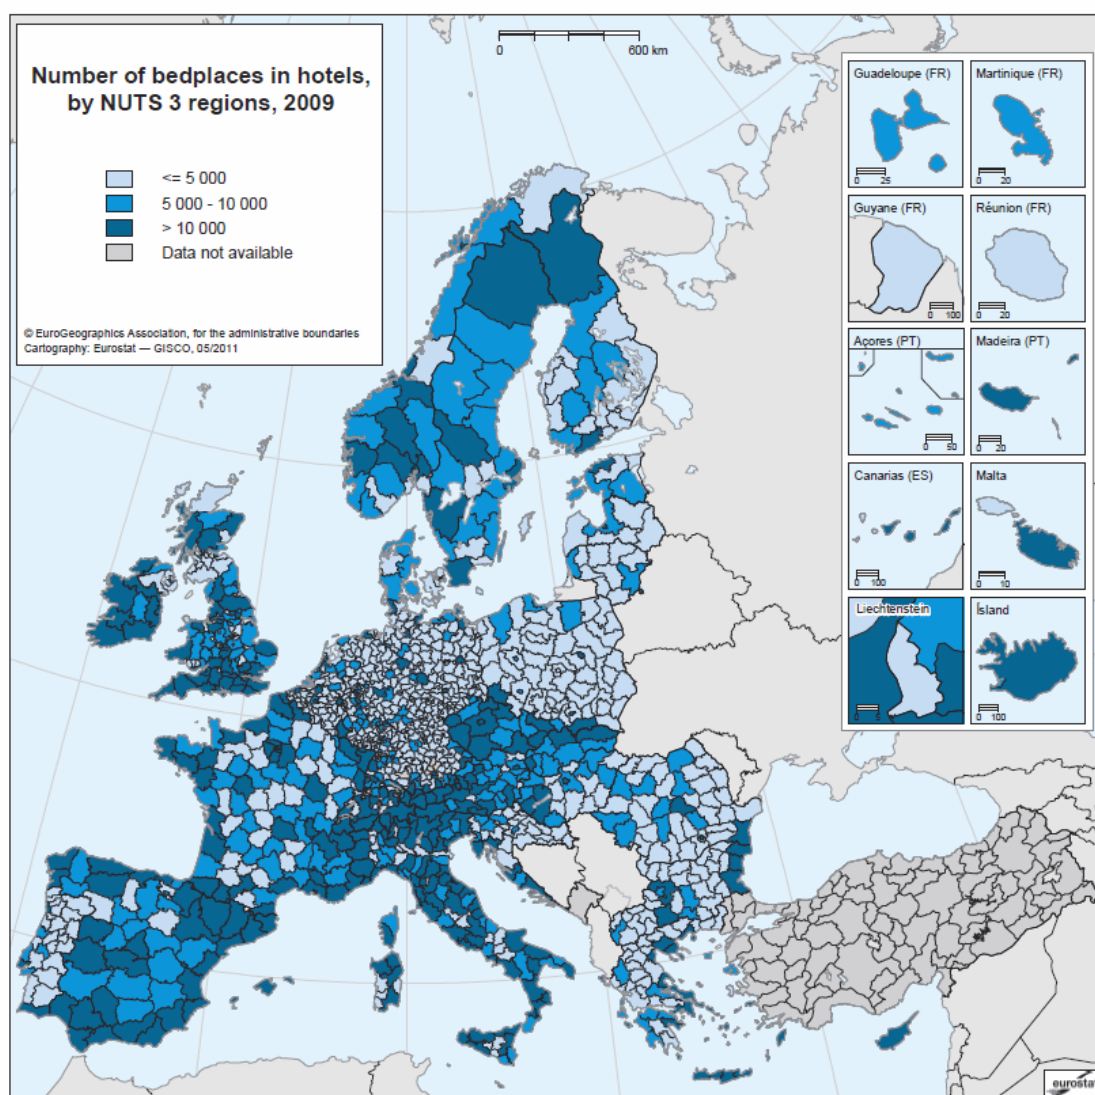 Number of bedplaces in hotels,
by NUTS 3 regions, 2009
<= 5 000
5 000 - 10 000
> 10 000
Data not available
© EuroGeographics Association, for the administrative boundaries
Cartography: Eurostat — GISCO, 05/2011
0 600 km
Guadeloupe (FR)
0 25
Martinique (FR)
0 20
Guyane (FR)
0 100
Réunion (FR)
0 20
Açores (PT)
0 50
Madeira (PT)
0 20
Canarias (ES)
0 100
Malta
0 10
Liechtenstein
0 5
Ísland
0 100
eurostat